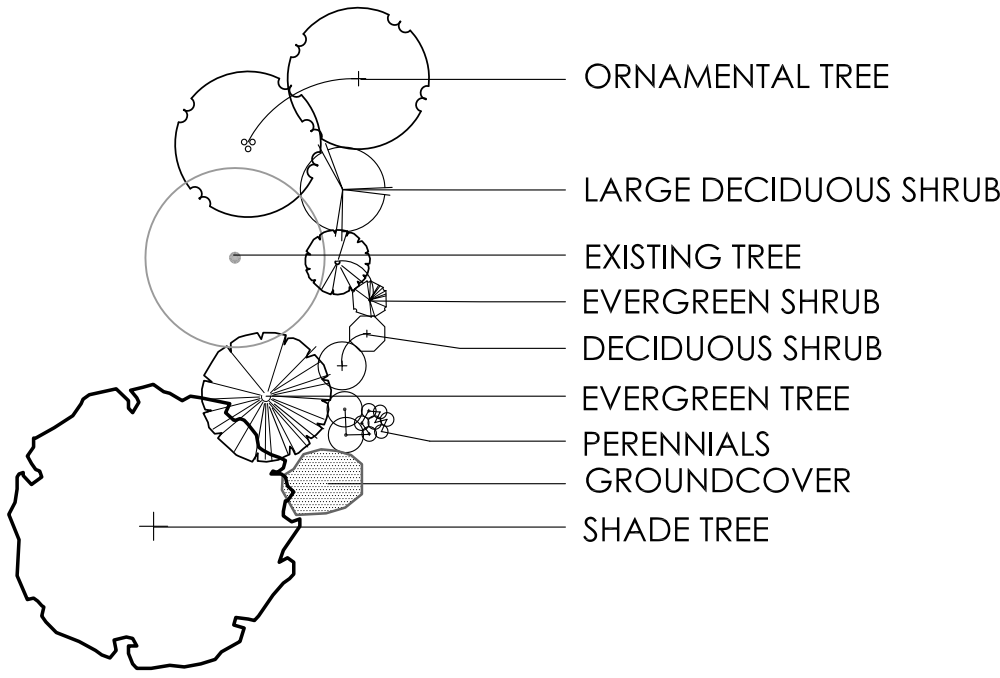 ORNAMENTAL TREE
LARGE DECIDUOUS SHRUB
EXISTING TREE
EVERGREEN SHRUB
DECIDUOUS SHRUB
EVERGREEN TREE
PERENNIALS
GROUNDCOVER
SHADE TREE